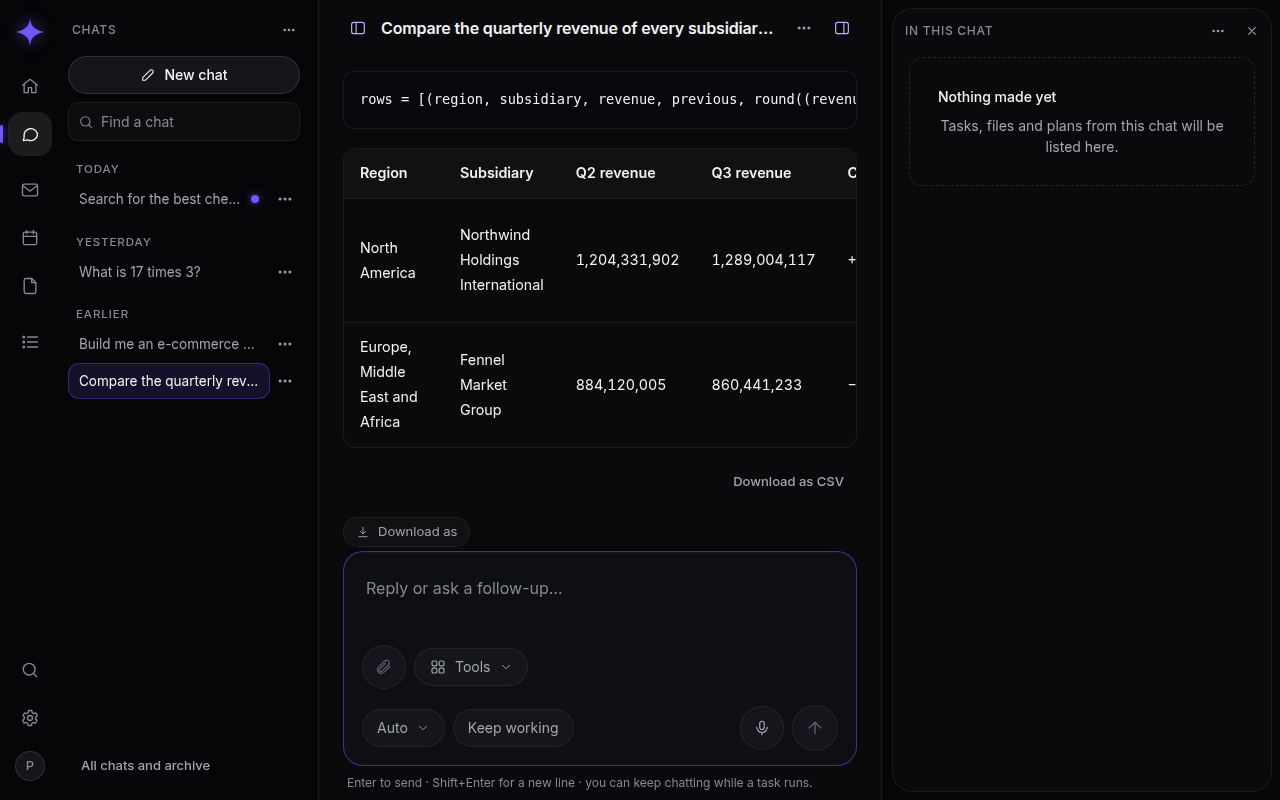 CHATS
New chat
Find a chat
TODAY
Search for the best che...
YESTERDAY
What is 17 times 3?
EARLIER
Build me an e-commerce ...
Compare the quarterly rev...
All chats and archive
P
Compare the quarterly revenue of every subsidiar...
rows = [(region, subsidiary, revenue, previous, round((revenu
Region Subsidiary Q2 revenue Q3 revenue
North America Northwind Holdings International 1,204,331,902 1,289,004,117 +
Europe, Middle East and Africa Fennel Market Group 884,120,005 860,441,233 −
Download as CSV
Download as
Reply or ask a follow-up...
Tools
Auto
Keep working
Enter to send · Shift+Enter for a new line · you can keep chatting while a task runs.
IN THIS CHAT
Nothing made yet
Tasks, files and plans from this chat will be
listed here.